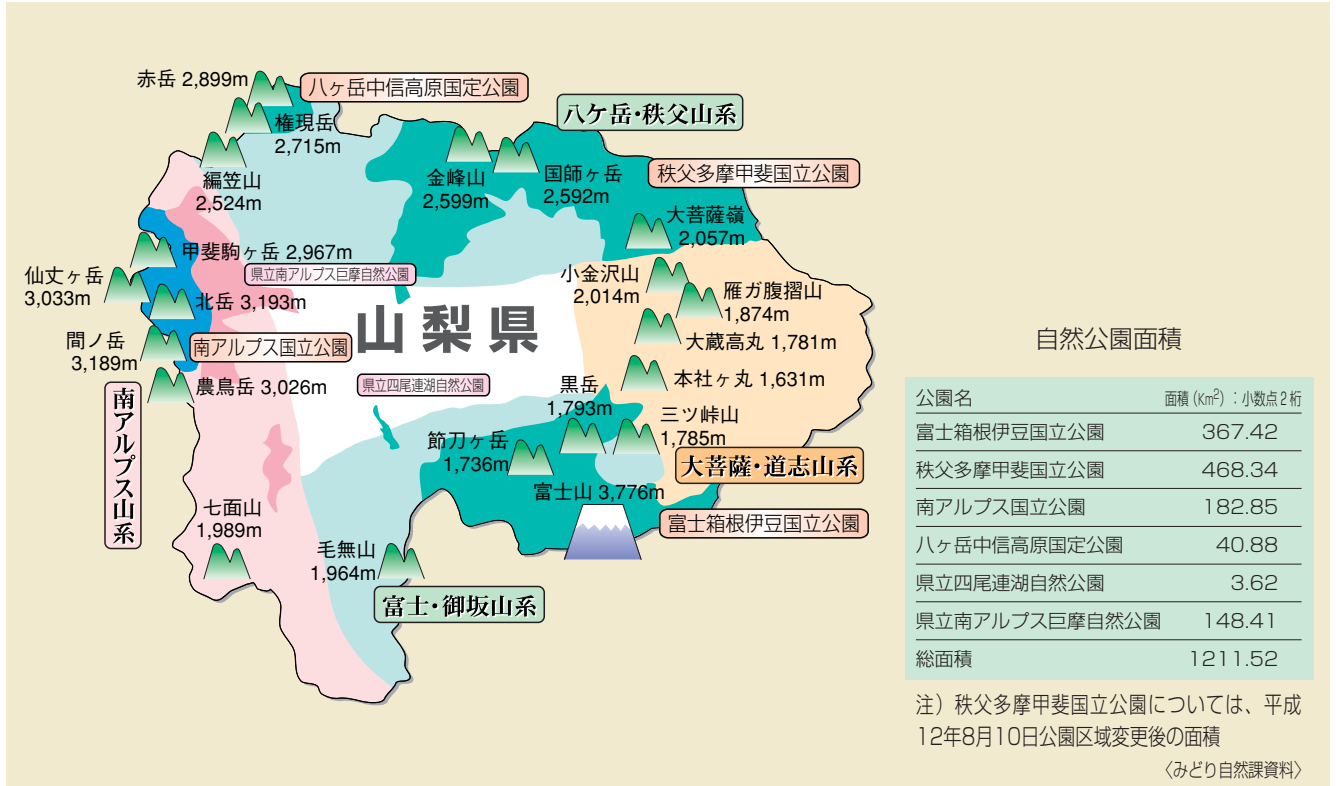 赤岳 2,899m
八ヶ岳中信高原国定公園
権現岳
2,715m
八ケ岳・秩父山系
編笠山
2,524m
金峰山
2,599m
国師ヶ岳
2,592m
秩父多摩甲斐国立公園
大菩薩嶺
2,057m
甲斐駒ヶ岳 2,967m
仙丈ヶ岳
3,033m
県立南アルプス巨摩自然公園
北岳 3,193m
小金沢山
2,014m
雁ガ腹摺山
1,874m
山梨県
間ノ岳
3,189m
南アルプス国立公園
大蔵高丸 1,781m
農鳥岳 3,026m
県立四尾連湖自然公園
本社ヶ丸 1,631m
黒岳
1,793m
三ツ峠山
1,785m
南アルプス山系
節刀ヶ岳
1,736m
大菩薩・道志山系
富士山 3,776m
富士箱根伊豆国立公園
七面山
1,989m
毛無山
1,964m
富士・御坂山系
自然公園面積
公園名 面積(Km²):小数点2桁
富士箱根伊豆国立公園 367.42
秩父多摩甲斐国立公園 468.34
南アルプス国立公園 182.85
八ヶ岳中信高原国定公園 40.88
県立四尾連湖自然公園 3.62
県立南アルプス巨摩自然公園 148.41
総面積 1211.52
注)秩父多摩甲斐国立公園については、平成
12年8月10日公園区域変更後の面積
〈みどり自然課資料〉